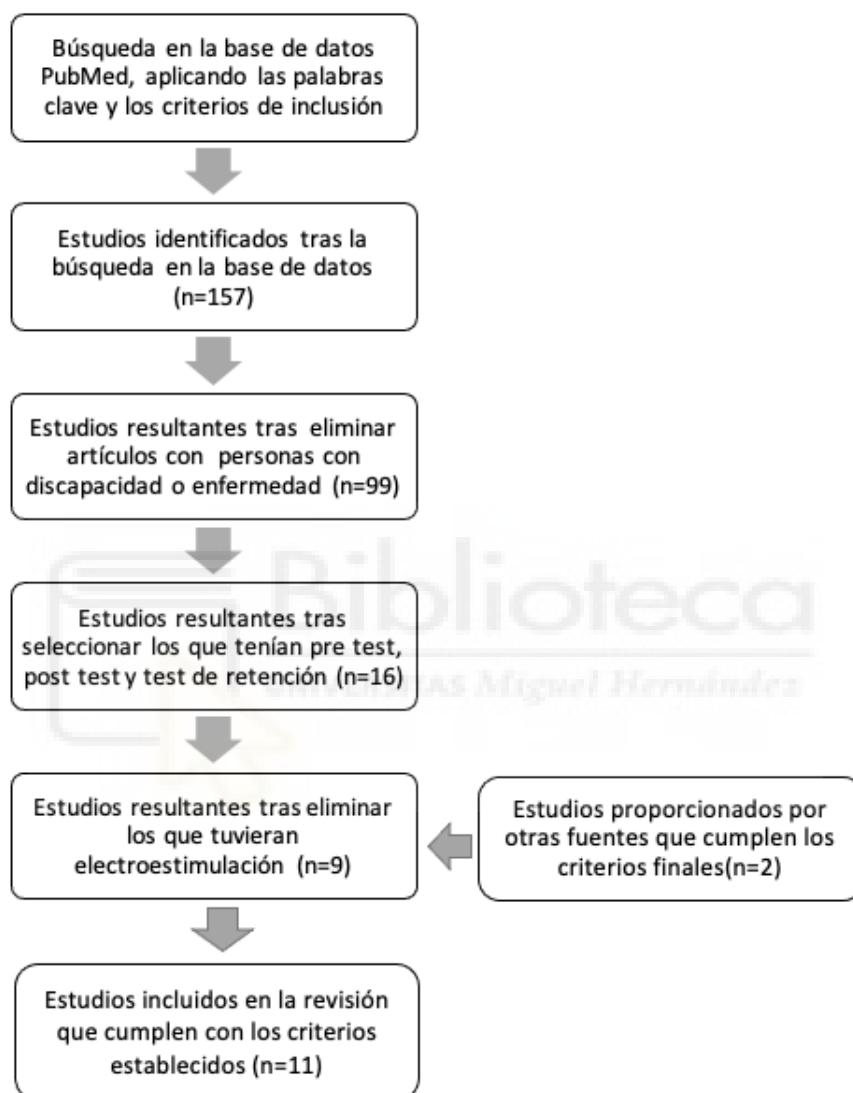 Búsqueda en la base de datos
PubMed, aplicando las palabras
clave y los criterios de inclusión
Estudios identificados tras la
búsqueda en la base de datos
(n=157)
Estudios resultantes tras eliminar
artículos con personas con
discapacidad o enfermedad (n=99)
Estudios resultantes tras
seleccionar los que tenían pre test,
post test y test de retención (n=16)
Biblioteca
UNIVERSITAS Miguel Hernández
Estudios resultantes tras eliminar
los que tuvieran
electroestimulación (n=9)
Estudios proporcionados por
otras fuentes que cumplen los
criterios finales(n=2)
Estudios incluidos en la revisión
que cumplen con los criterios
establecidos (n=11)